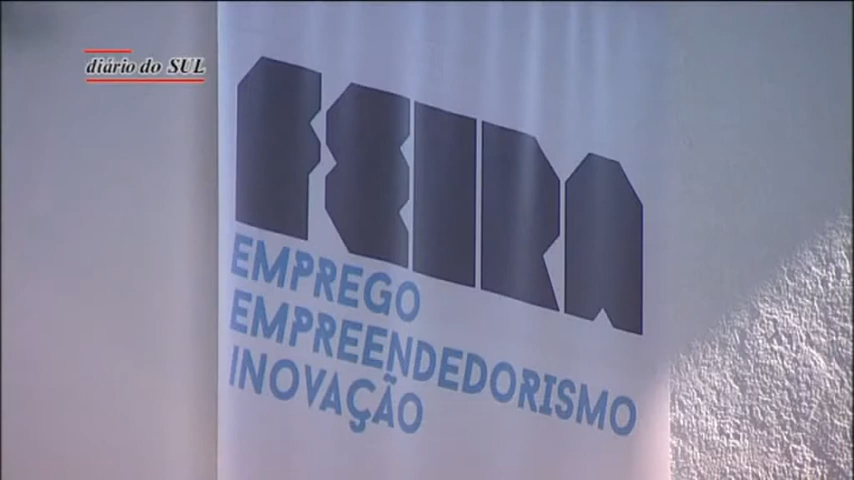 diário do SUL
FEIRA
EMPREGO
EMPREENDEDORISMO
INOVAÇÃO